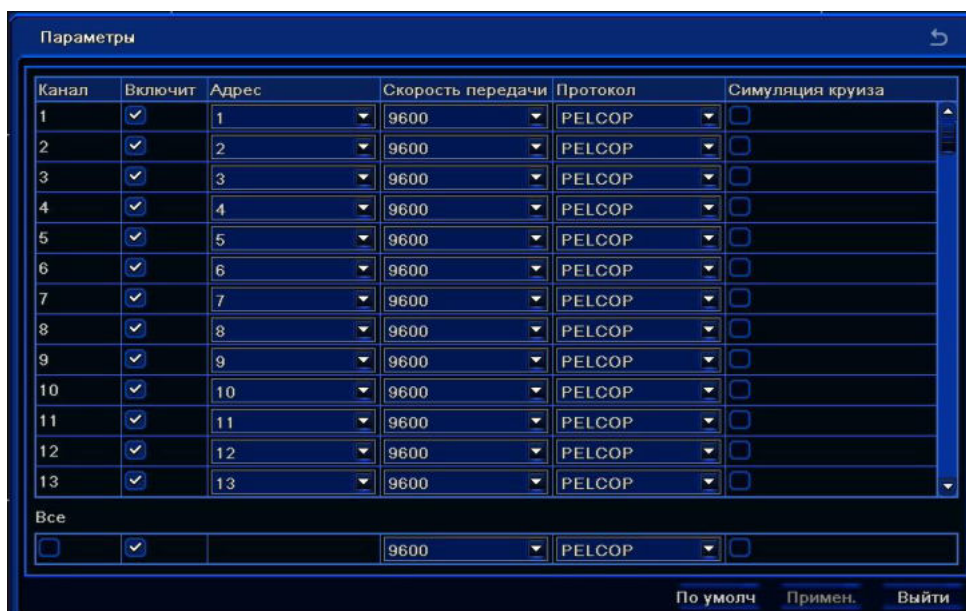 Параметры
Канал Включит Адрес Скорость передачи Протокол Симуляция круиза
1 1 9600 PELCOP
2 2 9600 PELCOP
3 3 9600 PELCOP
4 4 9600 PELCOP
5 5 9600 PELCOP
6 6 9600 PELCOP
7 7 9600 PELCOP
8 8 9600 PELCOP
9 9 9600 PELCOP
10 10 9600 PELCOP
11 11 9600 PELCOP
12 12 9600 PELCOP
13 13 9600 PELCOP
Все
9600 PELCOP
По умолч Примен. Выйти